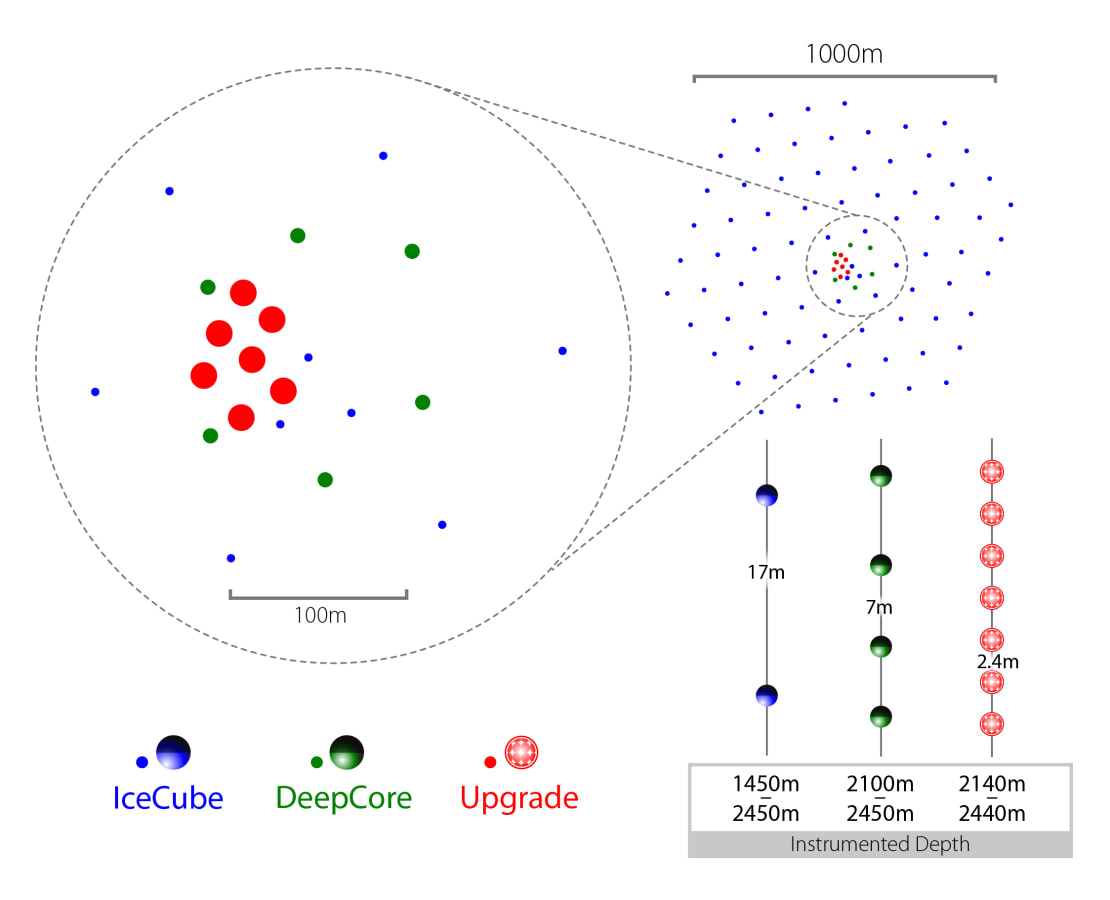 1000m
100m
17m
7m
2.4m
IceCube
DeepCore
Upgrade
1450m
–
2450m
2100m
–
2450m
2140m
–
2440m
Instrumented Depth